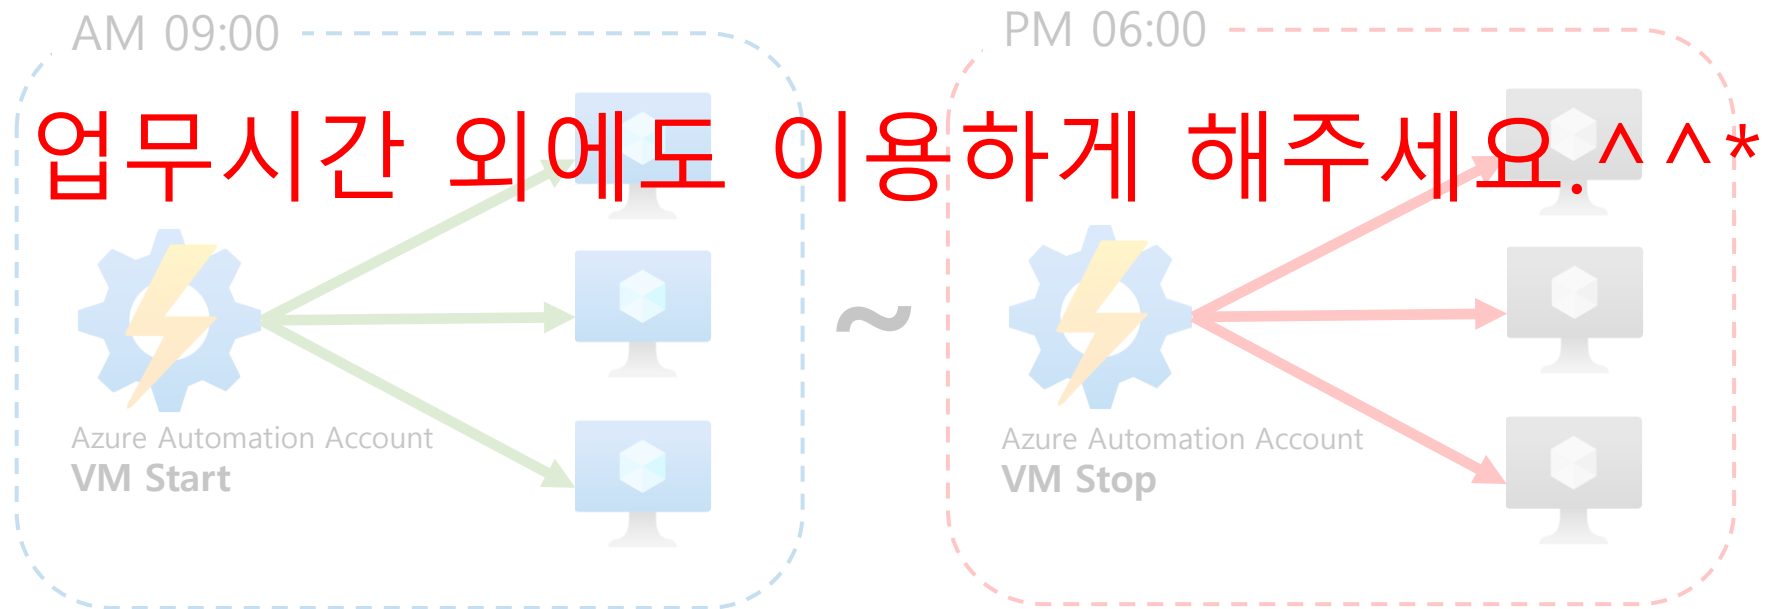 AM 09:00
PM 06:00
업무시간 외에도 이용하게 해주세요.^^*
~
Azure Automation Account
VM Start
Azure Automation Account
VM Stop